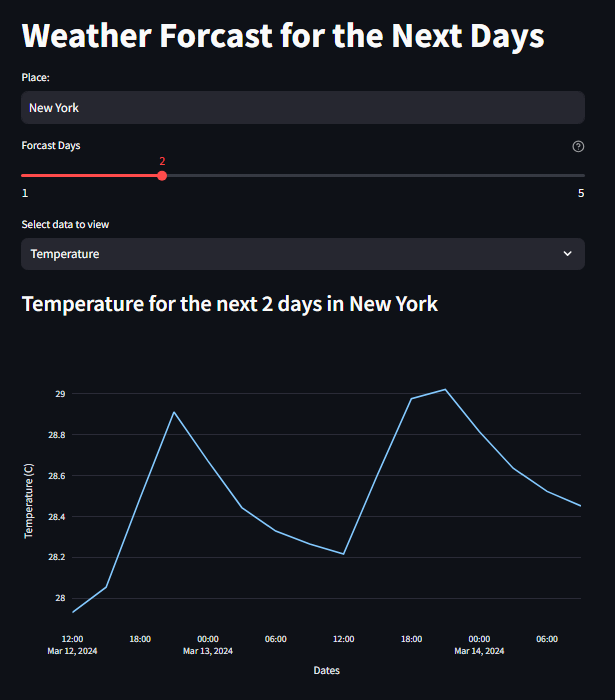 Weather Forcast for the Next Days
Place:
New York
Forcast Days
2
1 5
Select data to view
Temperature
Temperature for the next 2 days in New York
29
28.8
28.6
28.4
28.2
28
Temperature (C)
12:00 18:00 00:00 06:00 12:00 18:00 00:00 06:00
Mar 12, 2024 Mar 13, 2024 Mar 14, 2024
Dates